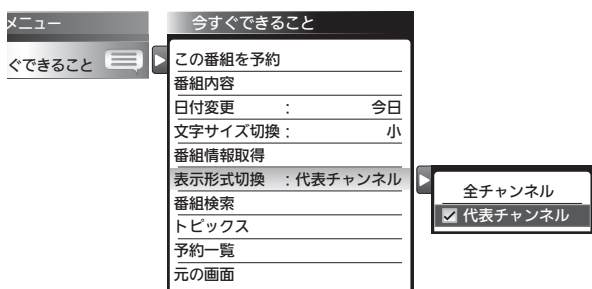 メニュー
ぐできること
今すぐできること
この番組を予約
番組内容
日付変更 : 今日
文字サイズ切換 : 小
番組情報取得
表示形式切換 : 代表チャンネル
番組検索
トピックス
予約一覧
元の画面
全チャンネル
代表チャンネル